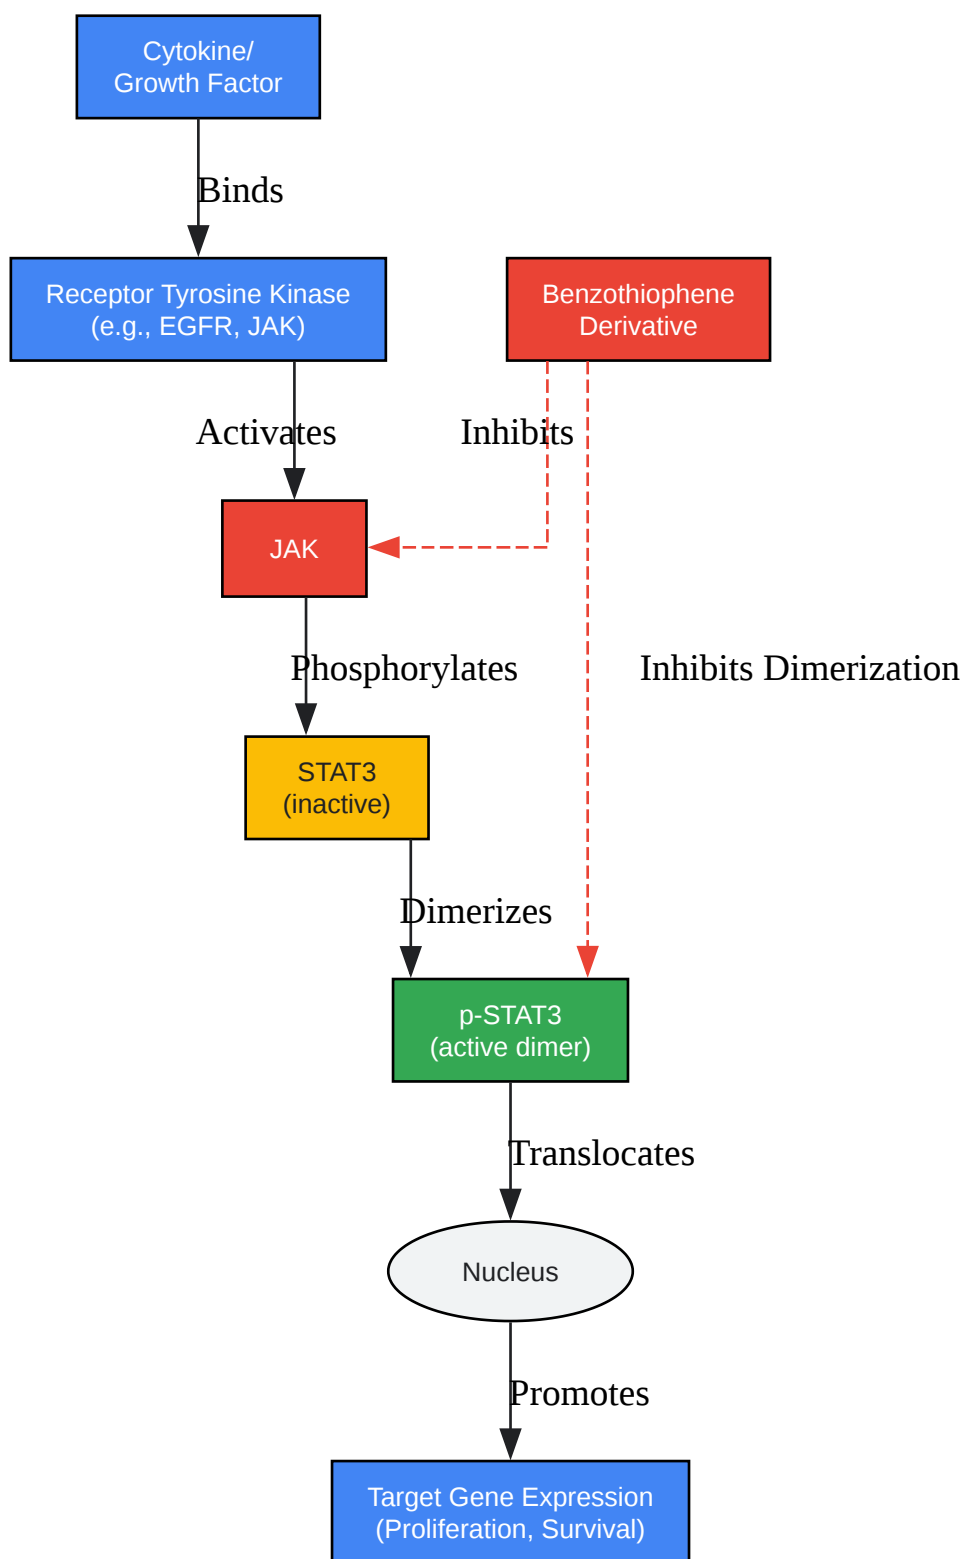 Cytokine/
Growth Factor
Binds
Receptor Tyrosine Kinase
(e.g., EGFR, JAK)
Benzothiophene
Derivative
Activates
Inhibits
JAK
Phosphorylates
Inhibits Dimerization
STAT3
(inactive)
Dimerizes
p-STAT3
(active dimer)
Translocates
Nucleus
Promotes
Target Gene Expression
(Proliferation, Survival)